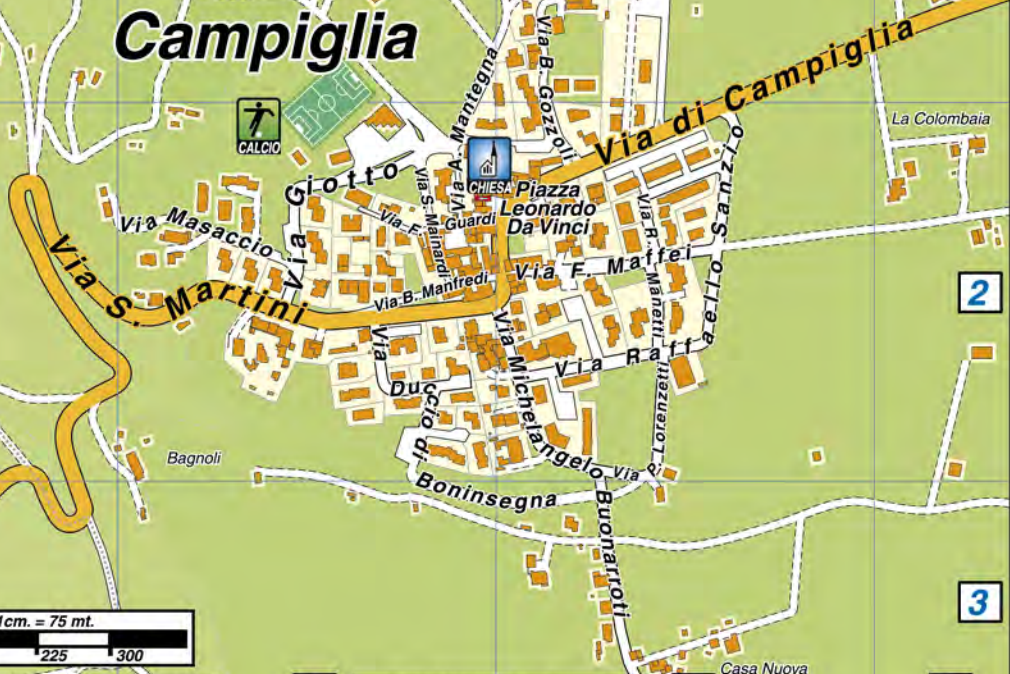 Campiglia
CALCIO
Via A. Mantegna
Via B. Gozzoli
Via di Campiglia
La Colombaia
CHIESA
Piazza
Leonardo
Da Vinci
Via Giotto
Via S. Mainardi
Via F. Guardi
Via Masaccio
Via R. Manetti
Via Raffaello Sanzio
Via F. Maffei
Via B. Manfredi
Via S. Martini
2
Via Duccio di Boninsegna
Via Michelangelo Buonarroti
Via P. Lorenzetti
Bagnoli
3
1cm. = 75 mt.
225 300
Casa Nuova